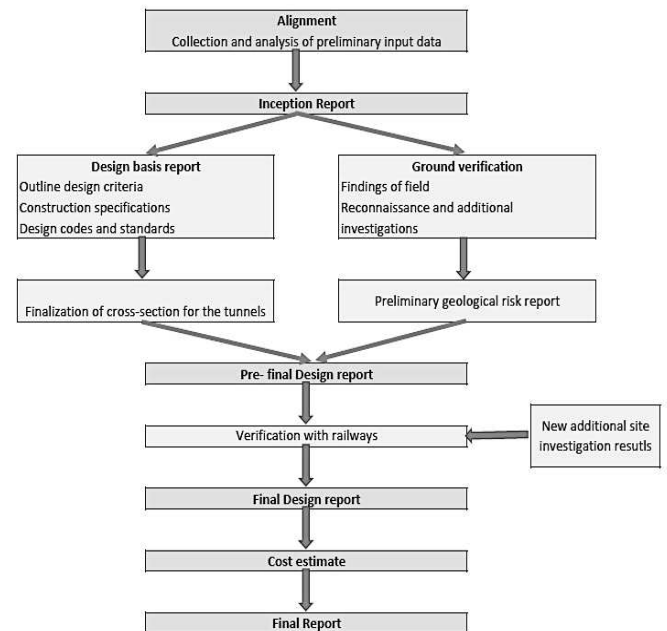 Alignment
Collection and analysis of preliminary input data
Inception Report
Design basis report
Outline design criteria
Construction specifications
Design codes and standards
Ground verification
Findings of field
Reconnaissance and additional
investigations
Finalization of cross-section for the tunnels
Preliminary geological risk report
Pre- final Design report
Verification with railways
New additional site
investigation resutls
Final Design report
Cost estimate
Final Report